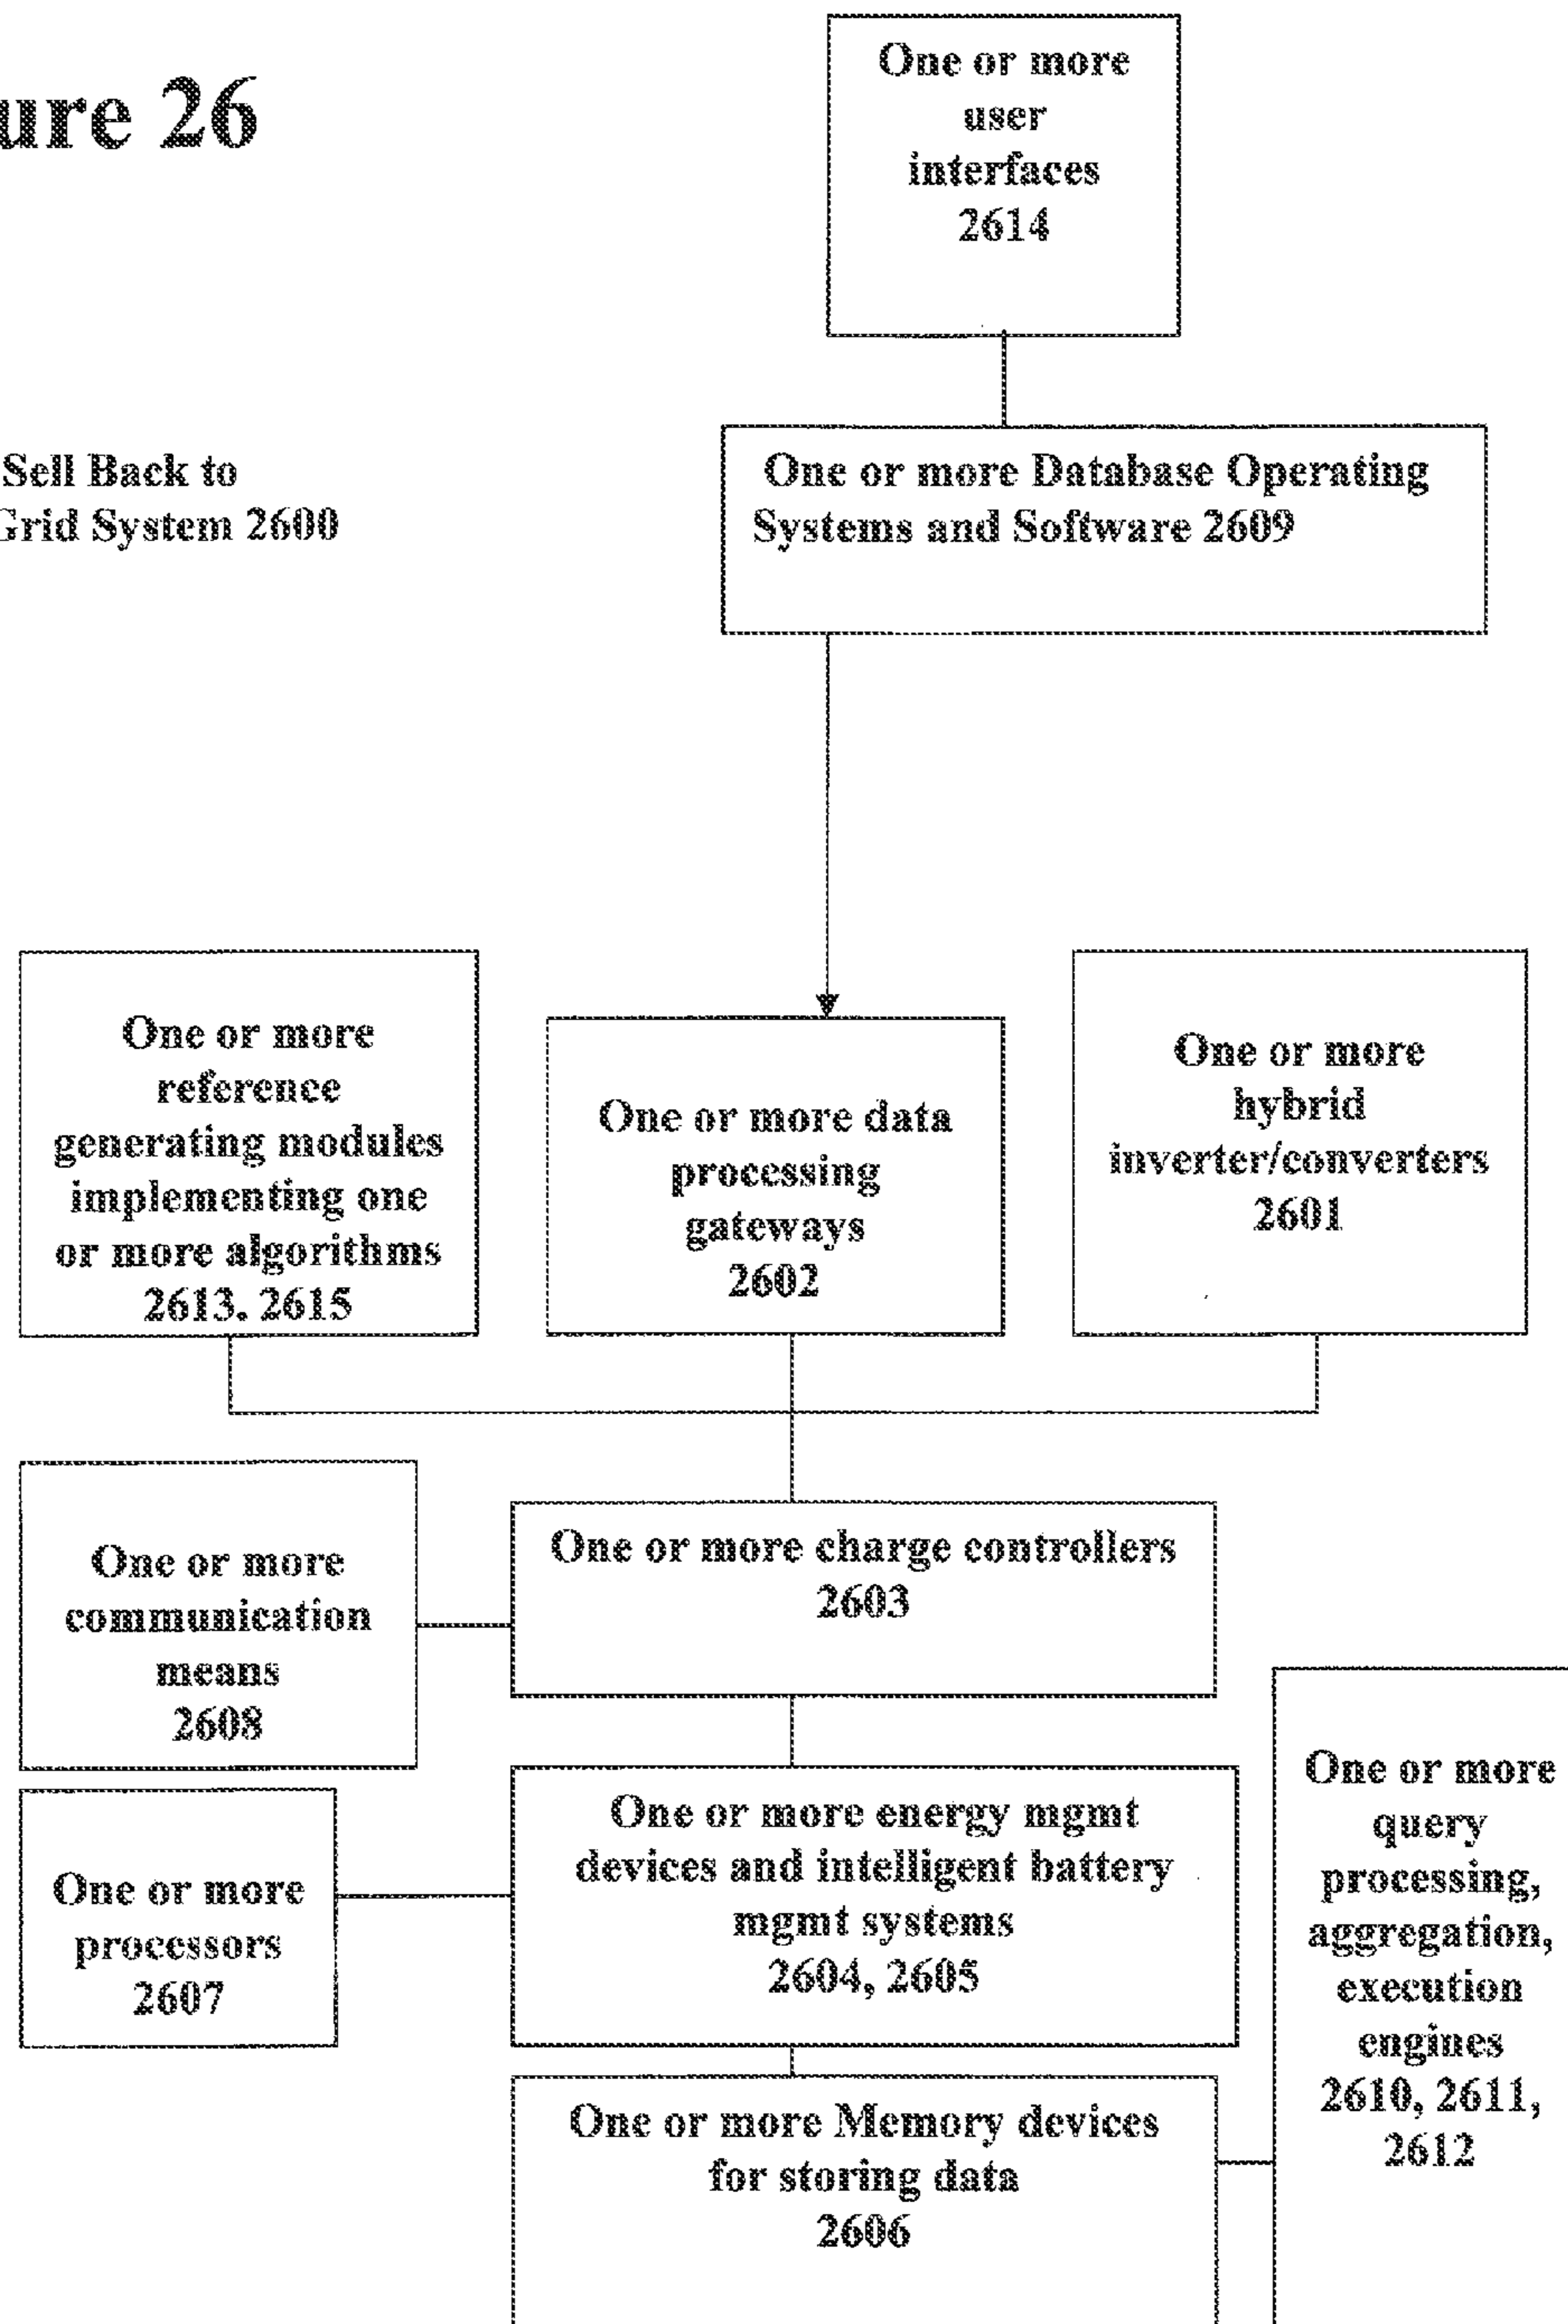 ure 26
One or more
user
interfaces
2614
Sell Back to
Grid System 2600
One or more Database Operating
Systems and Software 2609
One or more
reference
generating modules
implementing one
or more algorithms
2613. 2615
One or more data
processing
gateways
2602
One or more
hybrid
inverter/converters
2601
One or more
communication
means
2608
One or more charge controllers
2603
One or more
processors
2607
One or more energy mgmt
devices and intelligent battery
mgmt systems
2604, 2605
One or more
query
processing,
aggregation,
execution
engines
2610, 2611,
2612
One or more Memory devices
for storing data
2606